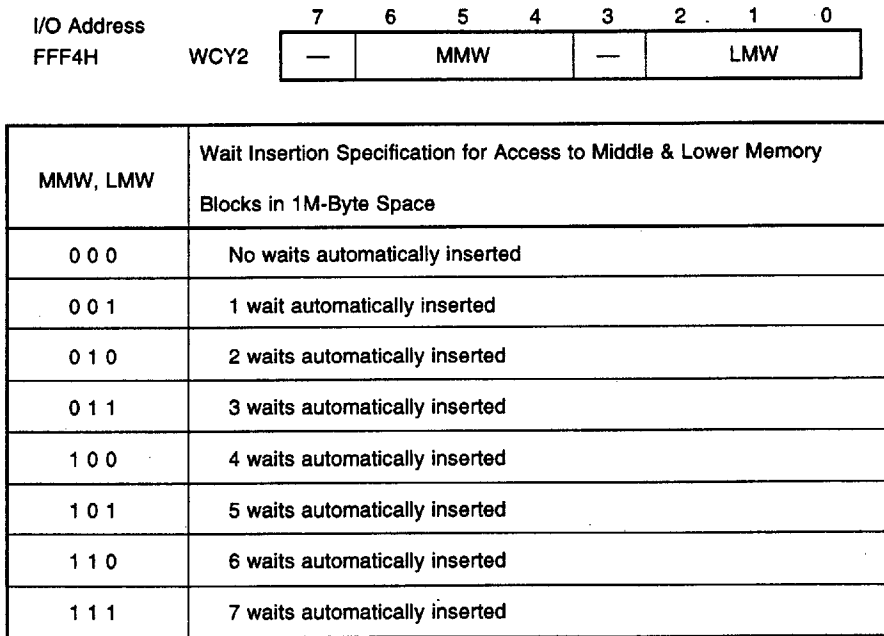 7 6 5 4 3 2 1 0
I/O Address
FFF4H WCY2 — MMW — LMW
MMW, LMW
Wait Insertion Specification for Access to Middle & Lower Memory
Blocks in 1M-Byte Space
0 0 0 No waits automatically inserted
0 0 1 1 wait automatically inserted
0 1 0 2 waits automatically inserted
0 1 1 3 waits automatically inserted
1 0 0 4 waits automatically inserted
1 0 1 5 waits automatically inserted
1 1 0 6 waits automatically inserted
1 1 1 7 waits automatically inserted